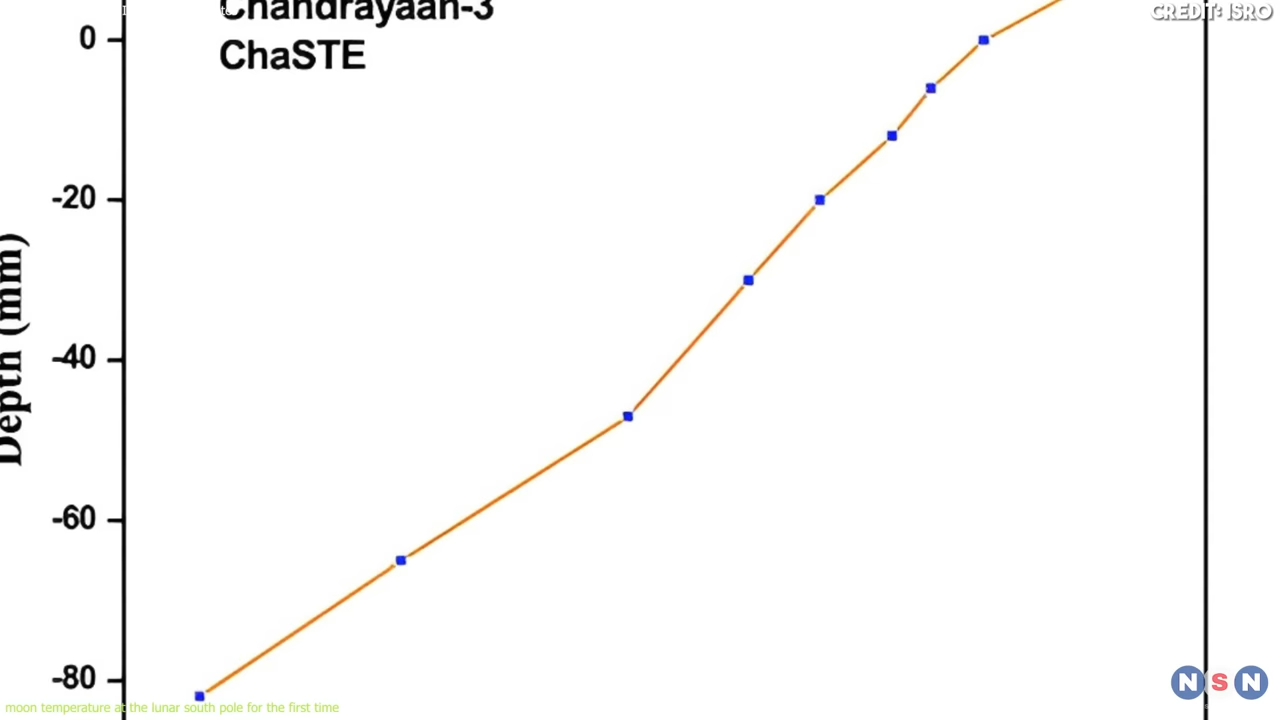 Chandrayaan-3
CREDIT: ISRO
ChaSTE
0
-20
-40
-60
-80
Depth (mm)
NSN
moon temperature at the lunar south pole for the first time